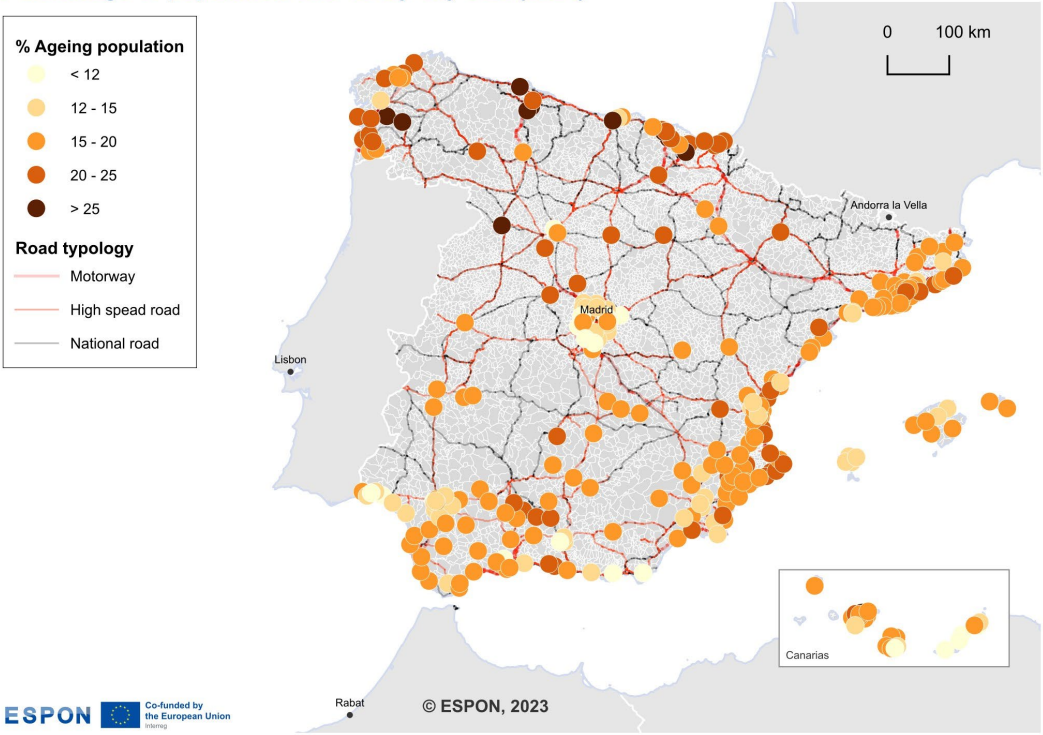 0 100 km
% Ageing population
< 12
12 - 15
15 - 20
20 - 25
> 25
Road typology
Motorway
High spead road
National road
Andorra la Vella
Madrid
Lisbon
Canarias
Rabat
© ESPON, 2023
ESPON
Co-funded by
the European Union
Interreg